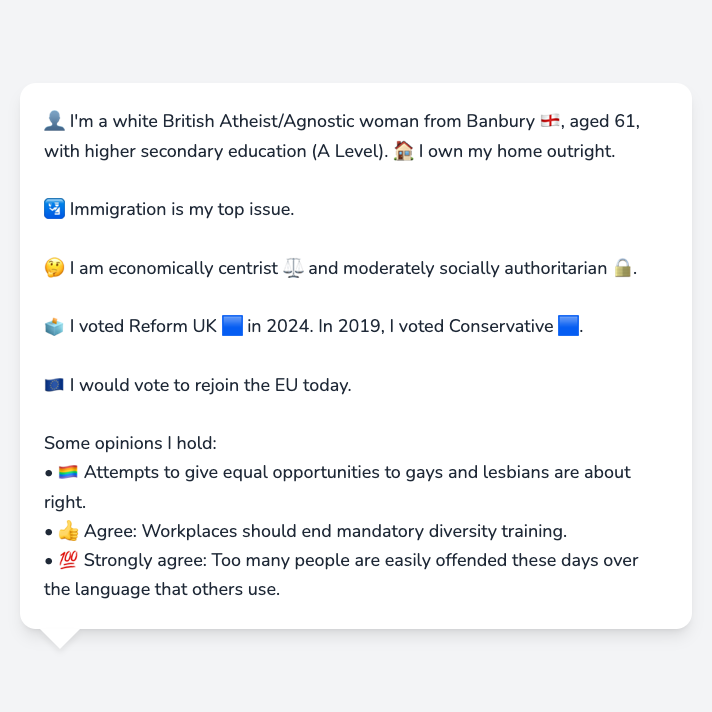 👤 I'm a white British Atheist/Agnostic woman from Banbury 🏴󠁧󠁢󠁥󠁮󠁧󠁿, aged 61,
with higher secondary education (A Level). 🏠 I own my home outright.
🛂 Immigration is my top issue.
🤔 I am economically centrist ⚖️ and moderately socially authoritarian 🔒.
🗳️ I voted Reform UK 🟦 in 2024. In 2019, I voted Conservative 🟦.
🇪🇺 I would vote to rejoin the EU today.
Some opinions I hold:
• 🏳️‍🌈 Attempts to give equal opportunities to gays and lesbians are about
right.
• 👍 Agree: Workplaces should end mandatory diversity training.
• 💯 Strongly agree: Too many people are easily offended these days over
the language that others use.